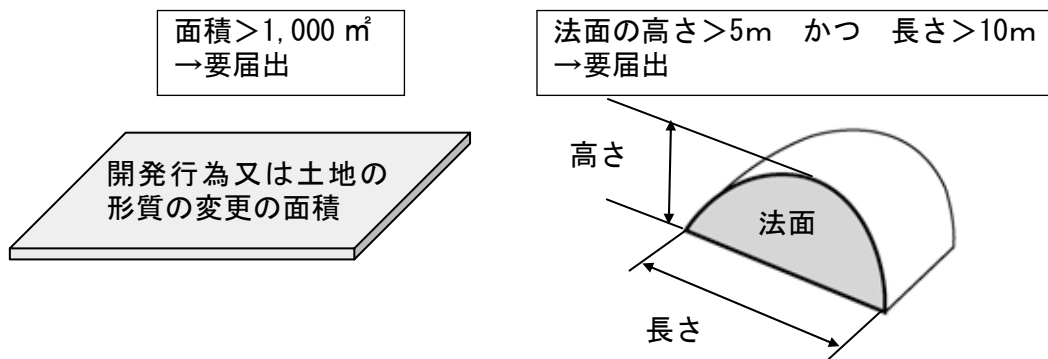 面積＞1,000 ㎡
→要届出
法面の高さ＞5ｍ　かつ　長さ＞10ｍ
→要届出
開発行為又は土地の
形質の変更の面積
高さ
法面
長さ